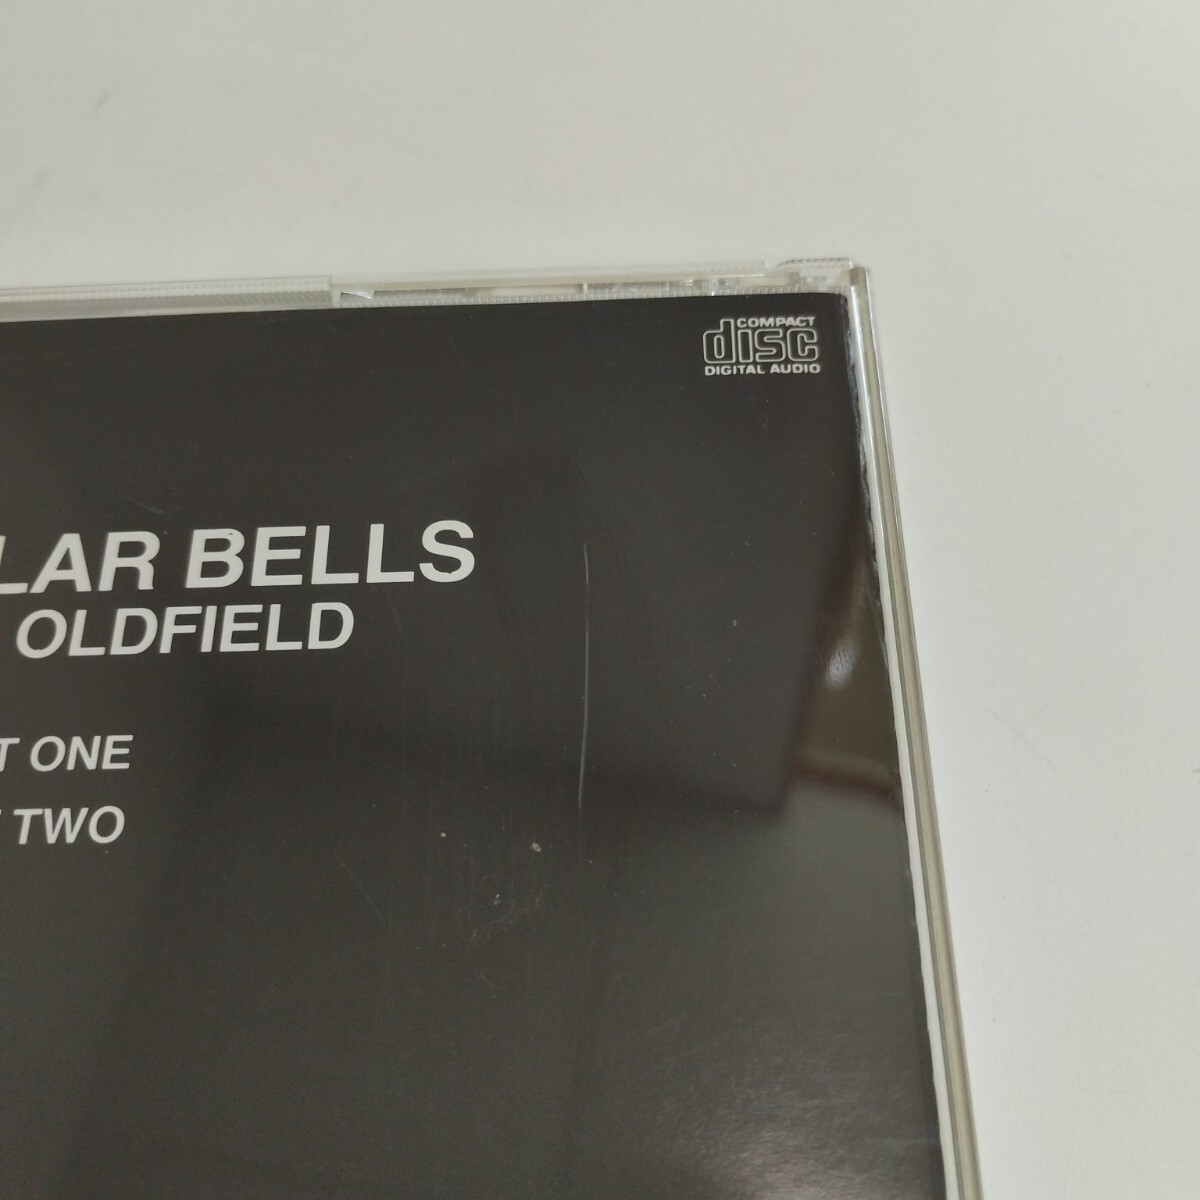 COMPACT
disc
DIGITAL AUDIO
LAR BELLS
OLDFIELD
T ONE
TWO